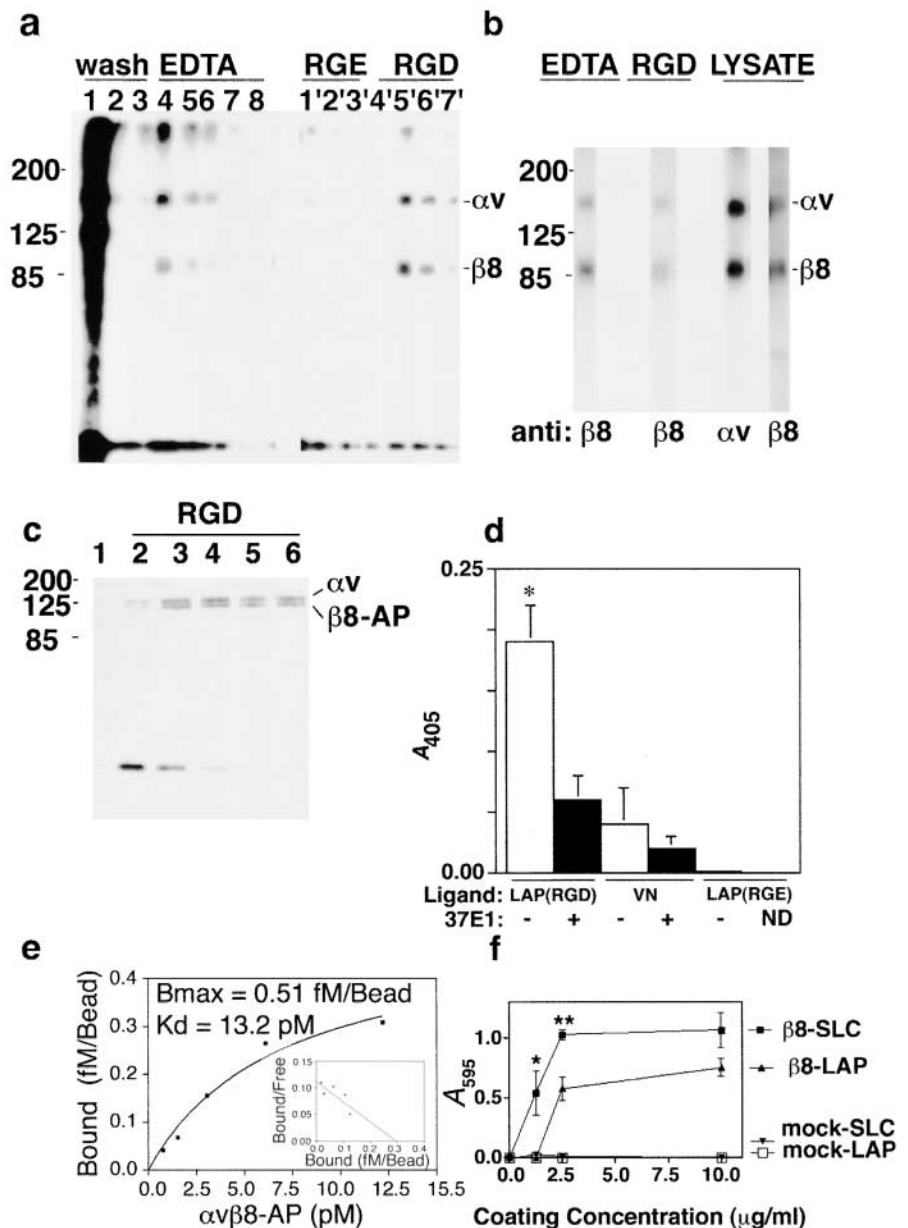 a
wash EDTA RGE RGD
1 2 3 4 56 7 8 1'2'3'4'5'6'7'
200
125
85
αv
β8
b
EDTA RGD LYSATE
200
125
85
αv
β8
anti: β8 β8 αv β8
c
RGD
1 2 3 4 5 6
200
125
85
αv
β8-AP
d
0.25
A405
0.00
*
Ligand: LAP(RGD) VN LAP(RGE)
37E1: - + - + - ND
e
Bound (fM/Bead)
0.4
0.3
0.2
0.1
0.0
Bmax = 0.51 fM/Bead
Kd = 13.2 pM
Bound/Free
0.15
0.10
0.05
0.00
0.0 0.1 0.2 0.3 0.4
Bound (fM/Bead)
0.0 2.5 5.0 7.5 10.0 12.5 15.0
αvβ8-AP (pM)
f
A595
1.0
0.5
0.0
* **
β8-SLC
β8-LAP
mock-SLC
mock-LAP
0.0 2.5 5.0 7.5 10.0
Coating Concentration (μg/ml)